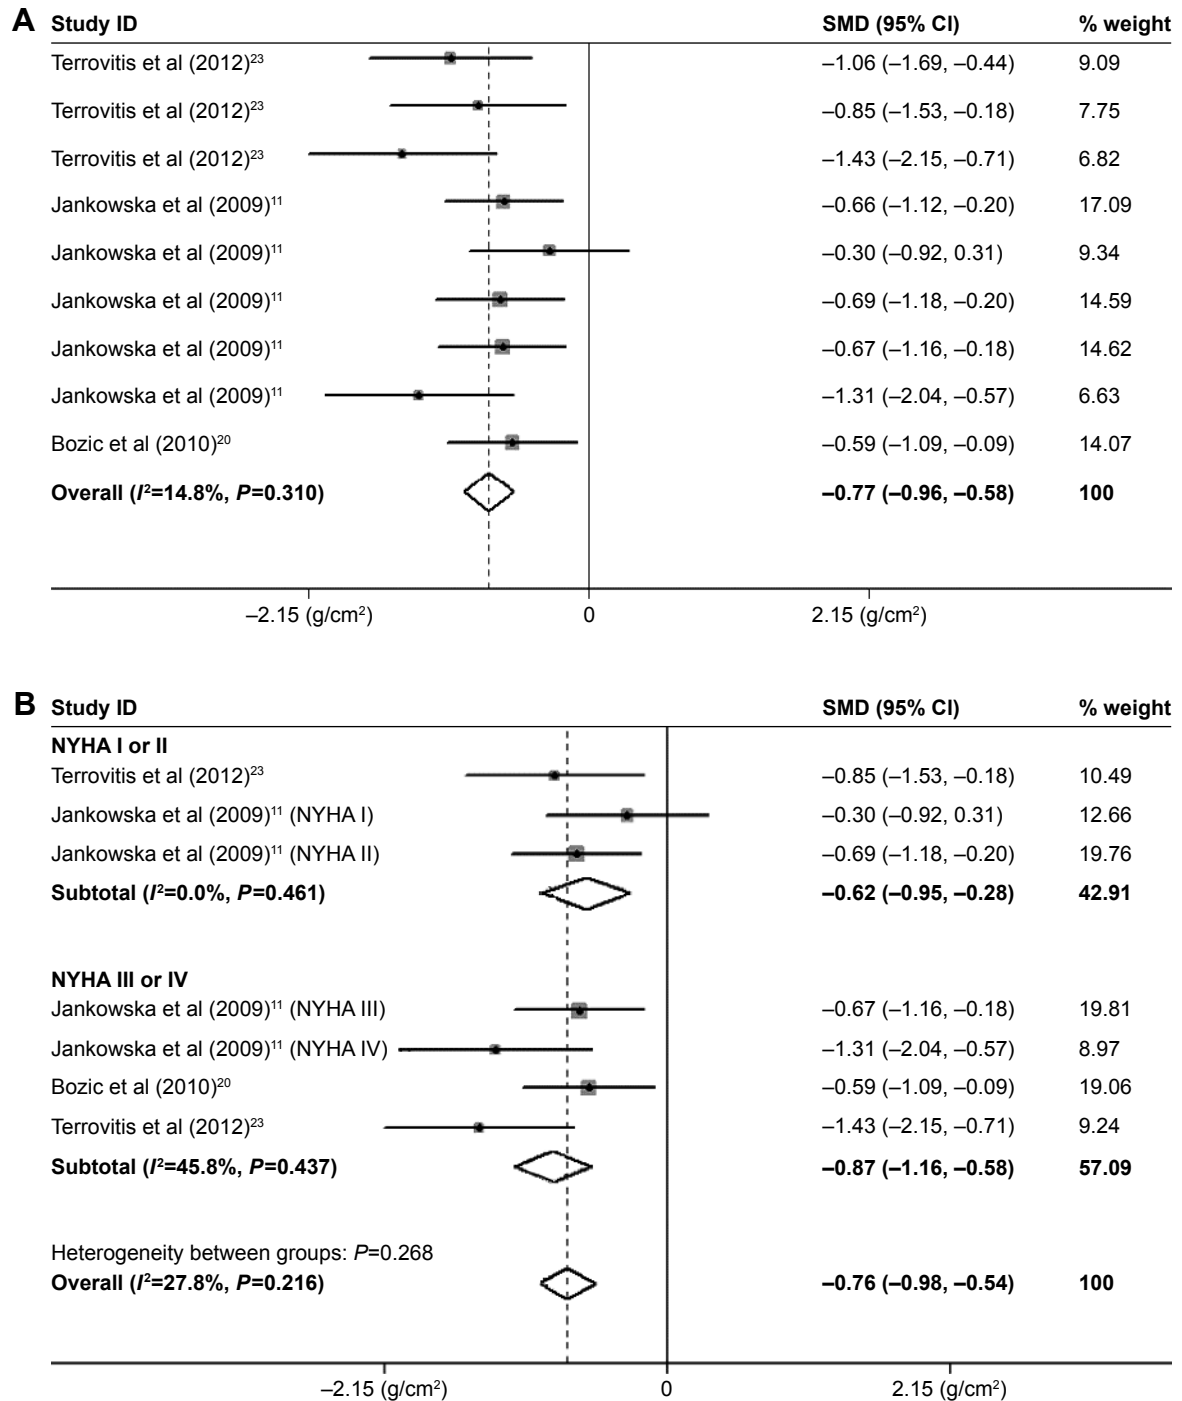 A Study ID SMD (95% CI) % weight
Terrovitis et al (2012)²³ –1.06 (–1.69, –0.44) 9.09
Terrovitis et al (2012)²³ –0.85 (–1.53, –0.18) 7.75
Terrovitis et al (2012)²³ –1.43 (–2.15, –0.71) 6.82
Jankowska et al (2009)¹¹ –0.66 (–1.12, –0.20) 17.09
Jankowska et al (2009)¹¹ –0.30 (–0.92, 0.31) 9.34
Jankowska et al (2009)¹¹ –0.69 (–1.18, –0.20) 14.59
Jankowska et al (2009)¹¹ –0.67 (–1.16, –0.18) 14.62
Jankowska et al (2009)¹¹ –1.31 (–2.04, –0.57) 6.63
Bozic et al (2010)²⁰ –0.59 (–1.09, –0.09) 14.07
Overall (I²=14.8%, P=0.310) –0.77 (–0.96, –0.58) 100
–2.15 (g/cm²) 0 2.15 (g/cm²)
B Study ID SMD (95% CI) % weight
NYHA I or II
Terrovitis et al (2012)²³ –0.85 (–1.53, –0.18) 10.49
Jankowska et al (2009)¹¹ (NYHA I) –0.30 (–0.92, 0.31) 12.66
Jankowska et al (2009)¹¹ (NYHA II) –0.69 (–1.18, –0.20) 19.76
Subtotal (I²=0.0%, P=0.461) –0.62 (–0.95, –0.28) 42.91
NYHA III or IV
Jankowska et al (2009)¹¹ (NYHA III) –0.67 (–1.16, –0.18) 19.81
Jankowska et al (2009)¹¹ (NYHA IV) –1.31 (–2.04, –0.57) 8.97
Bozic et al (2010)²⁰ –0.59 (–1.09, –0.09) 19.06
Terrovitis et al (2012)²³ –1.43 (–2.15, –0.71) 9.24
Subtotal (I²=45.8%, P=0.437) –0.87 (–1.16, –0.58) 57.09
Heterogeneity between groups: P=0.268
Overall (I²=27.8%, P=0.216) –0.76 (–0.98, –0.54) 100
–2.15 (g/cm²) 0 2.15 (g/cm²)